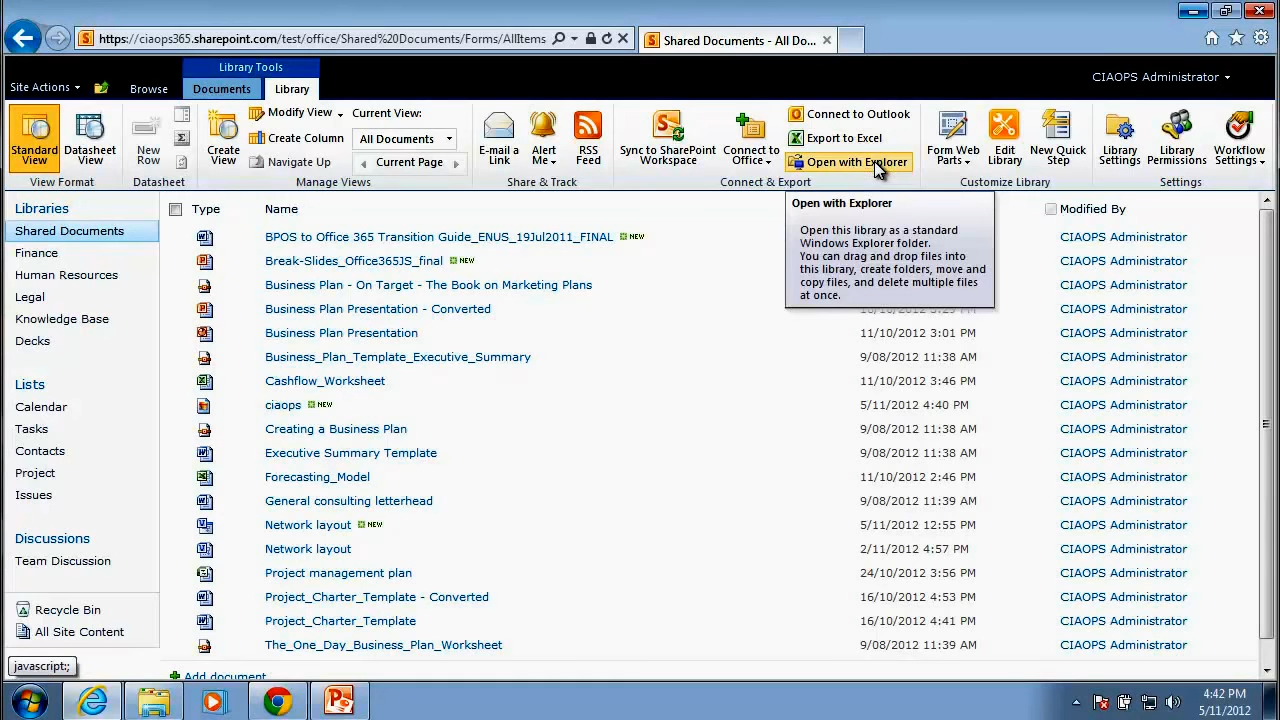 https://ciaops365.sharepoint.com/test/office/Shared%20Documents/Forms/AllItems
Shared Documents - All Do...
Library Tools
Site Actions
Browse
Documents
Library
CIAOPS Administrator
Standard View
Datasheet View
View Format
New Row
Datasheet
Create View
Modify View
Create Column
Navigate Up
Current View:
All Documents
Current Page
Manage Views
E-mail a Link
Alert Me
RSS Feed
Share & Track
Sync to SharePoint Workspace
Connect to Office
Connect to Outlook
Export to Excel
Open with Explorer
Connect & Export
Form Web Parts
Edit Library
New Quick Step
Customize Library
Library Settings
Library Permissions
Workflow Settings
Settings
Open with Explorer
Open this library as a standard
Windows Explorer folder.
You can drag and drop files into
this library, create folders, move and
copy files, and delete multiple files
at once.
Libraries
Shared Documents
Finance
Human Resources
Legal
Knowledge Base
Decks
Lists
Calendar
Tasks
Contacts
Project
Issues
Discussions
Team Discussion
Recycle Bin
All Site Content
javascript:;
Type Name Modified By
BPOS to Office 365 Transition Guide_ENUS_19Jul2011_FINAL NEW CIAOPS Administrator
Break-Slides_Office365JS_final NEW CIAOPS Administrator
Business Plan - On Target - The Book on Marketing Plans CIAOPS Administrator
Business Plan Presentation - Converted CIAOPS Administrator
Business Plan Presentation 11/10/2012 3:01 PM CIAOPS Administrator
Business_Plan_Template_Executive_Summary 9/08/2012 11:38 AM CIAOPS Administrator
Cashflow_Worksheet 11/10/2012 3:46 PM CIAOPS Administrator
ciaops NEW 5/11/2012 4:40 PM CIAOPS Administrator
Creating a Business Plan 9/08/2012 11:38 AM CIAOPS Administrator
Executive Summary Template 9/08/2012 11:38 AM CIAOPS Administrator
Forecasting_Model 11/10/2012 2:46 PM CIAOPS Administrator
General consulting letterhead 9/08/2012 11:39 AM CIAOPS Administrator
Network layout NEW 5/11/2012 12:55 PM CIAOPS Administrator
Network layout 2/11/2012 4:57 PM CIAOPS Administrator
Project management plan 24/10/2012 3:56 PM CIAOPS Administrator
Project_Charter_Template - Converted 16/10/2012 4:53 PM CIAOPS Administrator
Project_Charter_Template 16/10/2012 4:41 PM CIAOPS Administrator
The_One_Day_Business_Plan_Worksheet 9/08/2012 11:39 AM CIAOPS Administrator
Add document
4:42 PM
5/11/2012